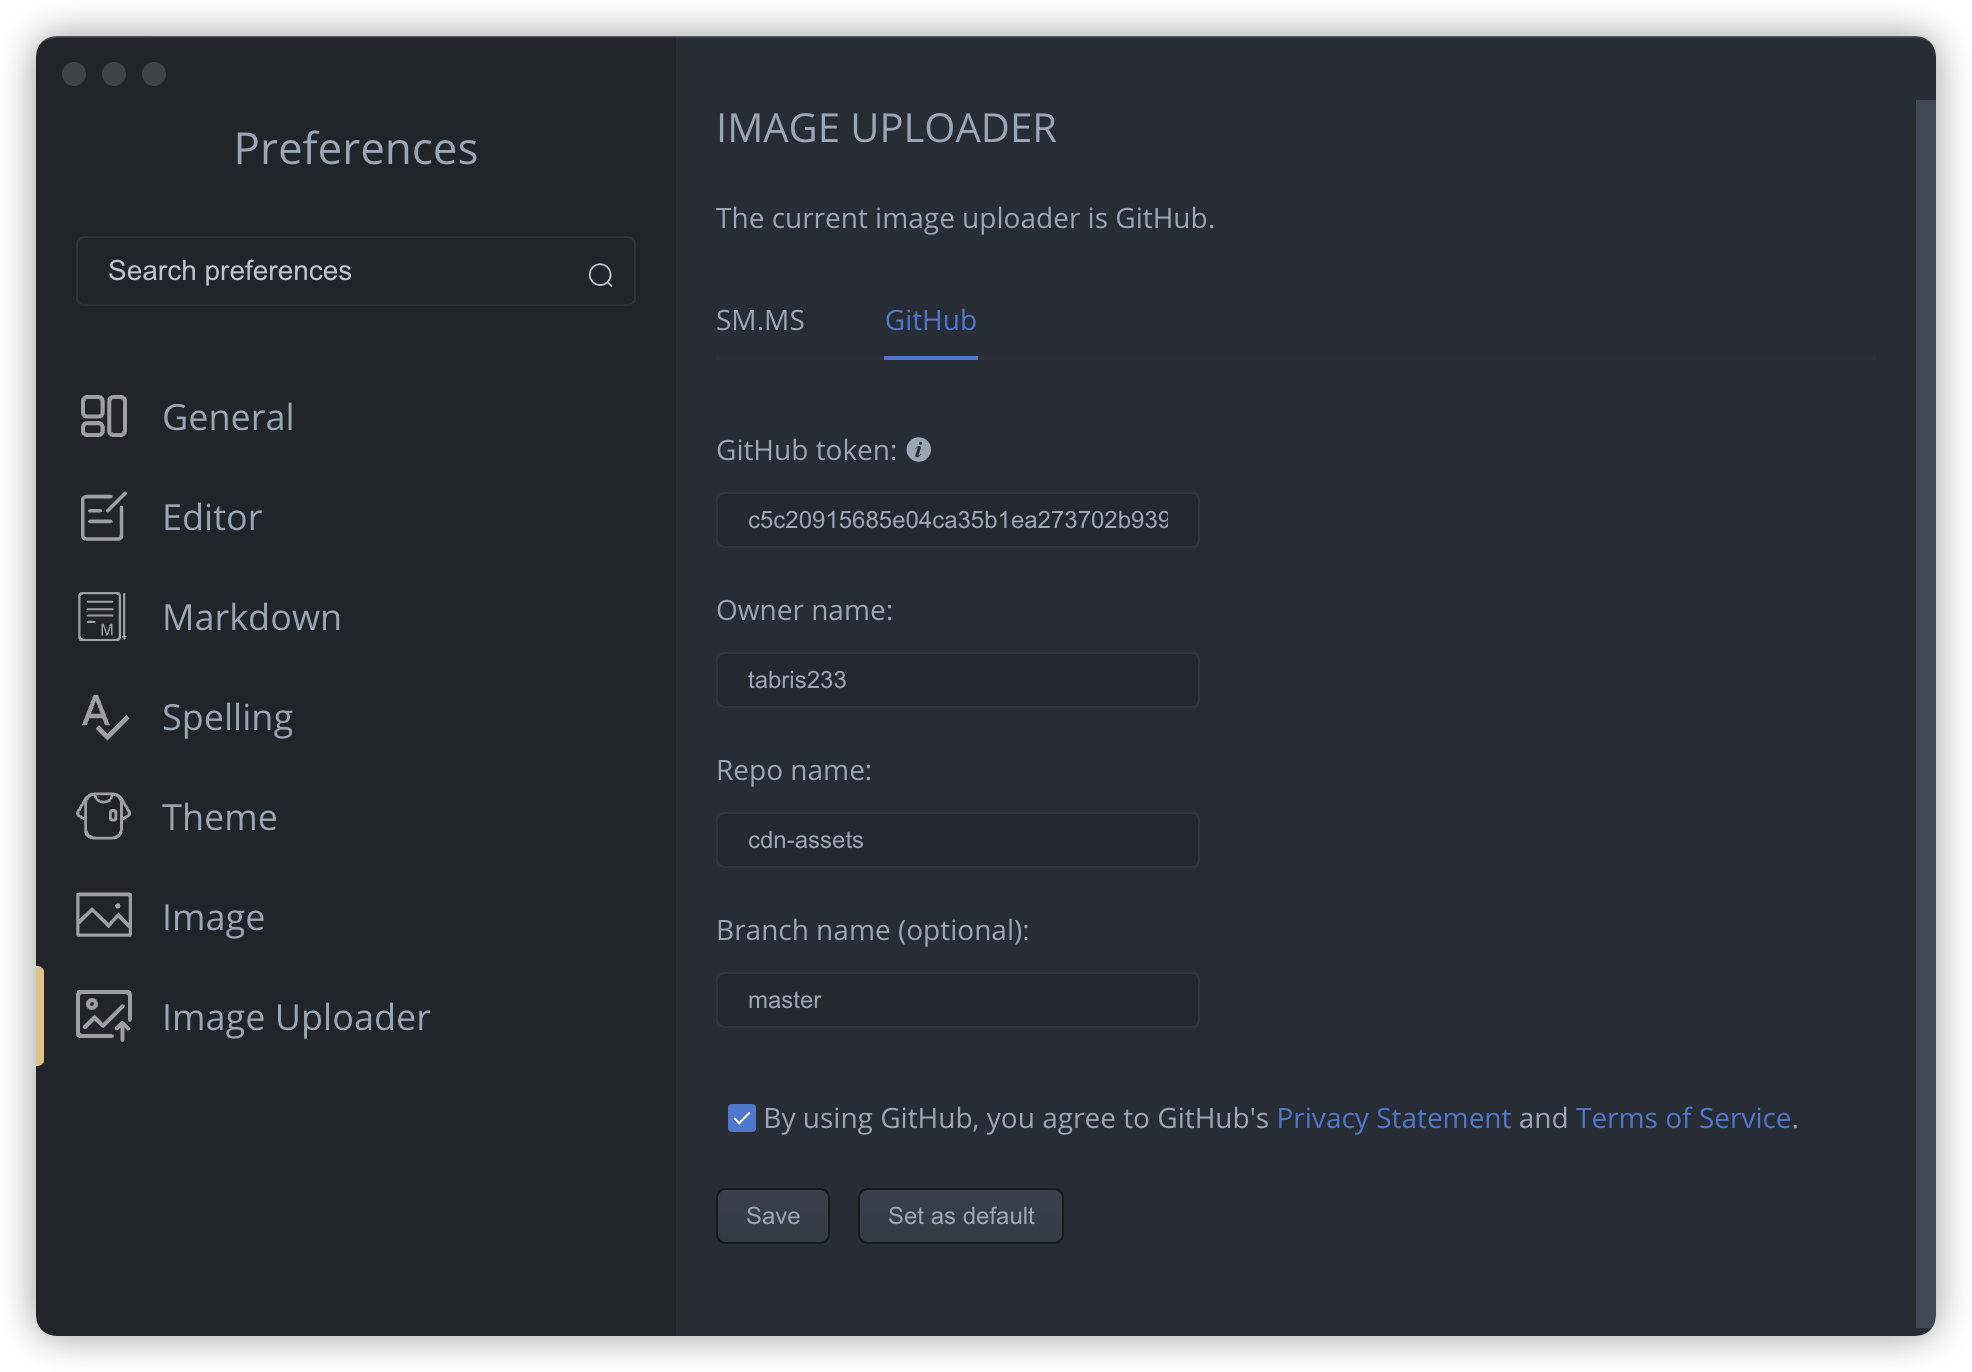 Preferences
Search preferences
General
Editor
Markdown
Spelling
Theme
Image
Image Uploader
IMAGE UPLOADER
The current image uploader is GitHub.
SM.MS GitHub
GitHub token:
c5c20915685e04ca35b1ea273702b939
Owner name:
tabris233
Repo name:
cdn-assets
Branch name (optional):
master
By using GitHub, you agree to GitHub's Privacy Statement and Terms of Service.
Save Set as default